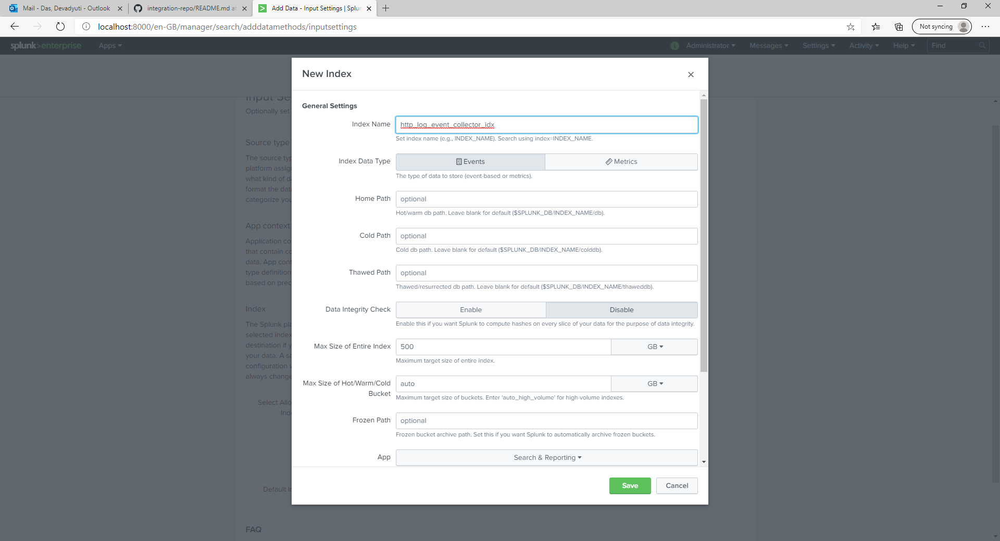 Mail - Das, Devadyuti - Outlook
integration-repo/README.md at
Add Data - Input Settings | Splun
localhost:8000/en-GB/manager/search/adddatamethods/inputsettings
Not syncing
splunk>enterprise
Apps
Administrator
Messages
Settings
Activity
Help
Find
New Index
General Settings
Index Name
http_log_event_collector_idx
Set index name (e.g., INDEX_NAME). Search using index=INDEX_NAME.
Index Data Type
Events
Metrics
The type of data to store (event-based or metrics).
Home Path
optional
Hot/warm db path. Leave blank for default ($SPLUNK_DB/INDEX_NAME/db).
Cold Path
optional
Cold db path. Leave blank for default ($SPLUNK_DB/INDEX_NAME/colddb).
Thawed Path
optional
Thawed/resurrected db path. Leave blank for default ($SPLUNK_DB/INDEX_NAME/thaweddb).
Data Integrity Check
Enable
Disable
Enable this if you want Splunk to compute hashes on every slice of your data for the purpose of data integrity.
Max Size of Entire Index
500
GB
Maximum target size of entire index.
Max Size of Hot/Warm/Cold
Bucket
auto
GB
Maximum target size of buckets. Enter 'auto_high_volume' for high-volume indexes.
Frozen Path
optional
Frozen bucket archive path. Set this if you want Splunk to automatically archive frozen buckets.
App
Search & Reporting
Save
Cancel
Input Se
Optionally set
Source type
The source typ
platform assig
what kind of d
format the dat
categorize you
App context
Application co
that contain co
data. App cont
type definition
based on prec
Index
The Splunk pla
selected index
destination if y
your data. A sa
configuration w
always change
Select Allo
Inde
Default In
FAQ